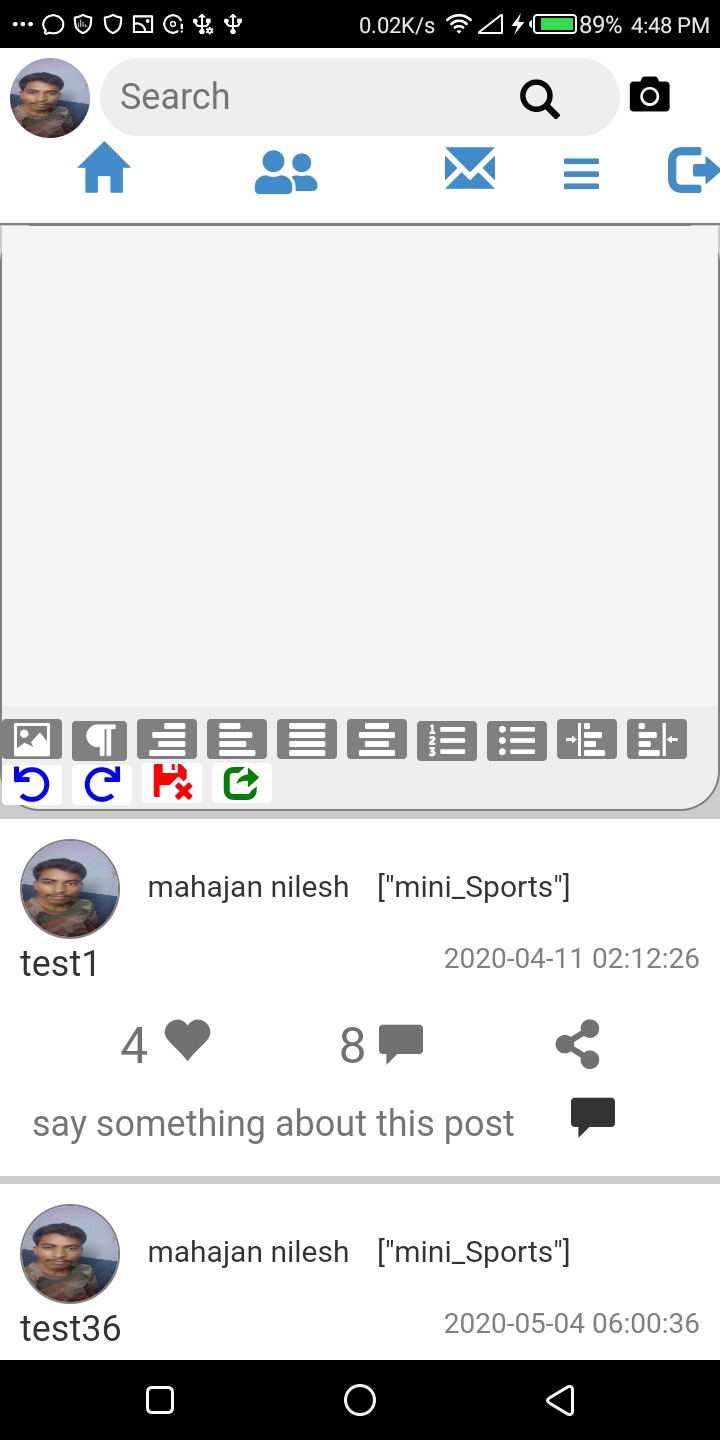 0.02K/s 89% 4:48 PM
Search
mahajan nilesh ["mini_Sports"]
test1 2020-04-11 02:12:26
4 8
say something about this post
mahajan nilesh ["mini_Sports"]
test36 2020-05-04 06:00:36